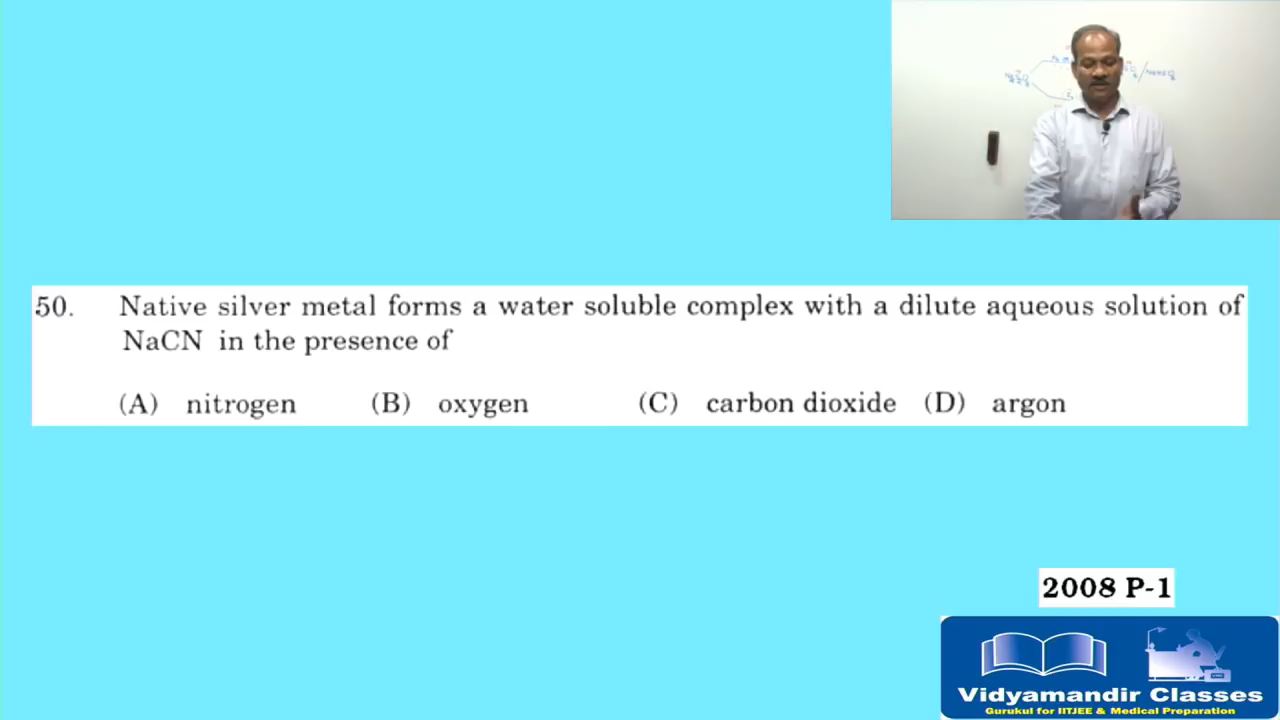 50. Native silver metal forms a water soluble complex with a dilute aqueous solution of
NaCN in the presence of
(A) nitrogen (B) oxygen (C) carbon dioxide (D) argon
2008 P-1
Vidyamandir Classes
Gurukul for IITJEE & Medical Preparation